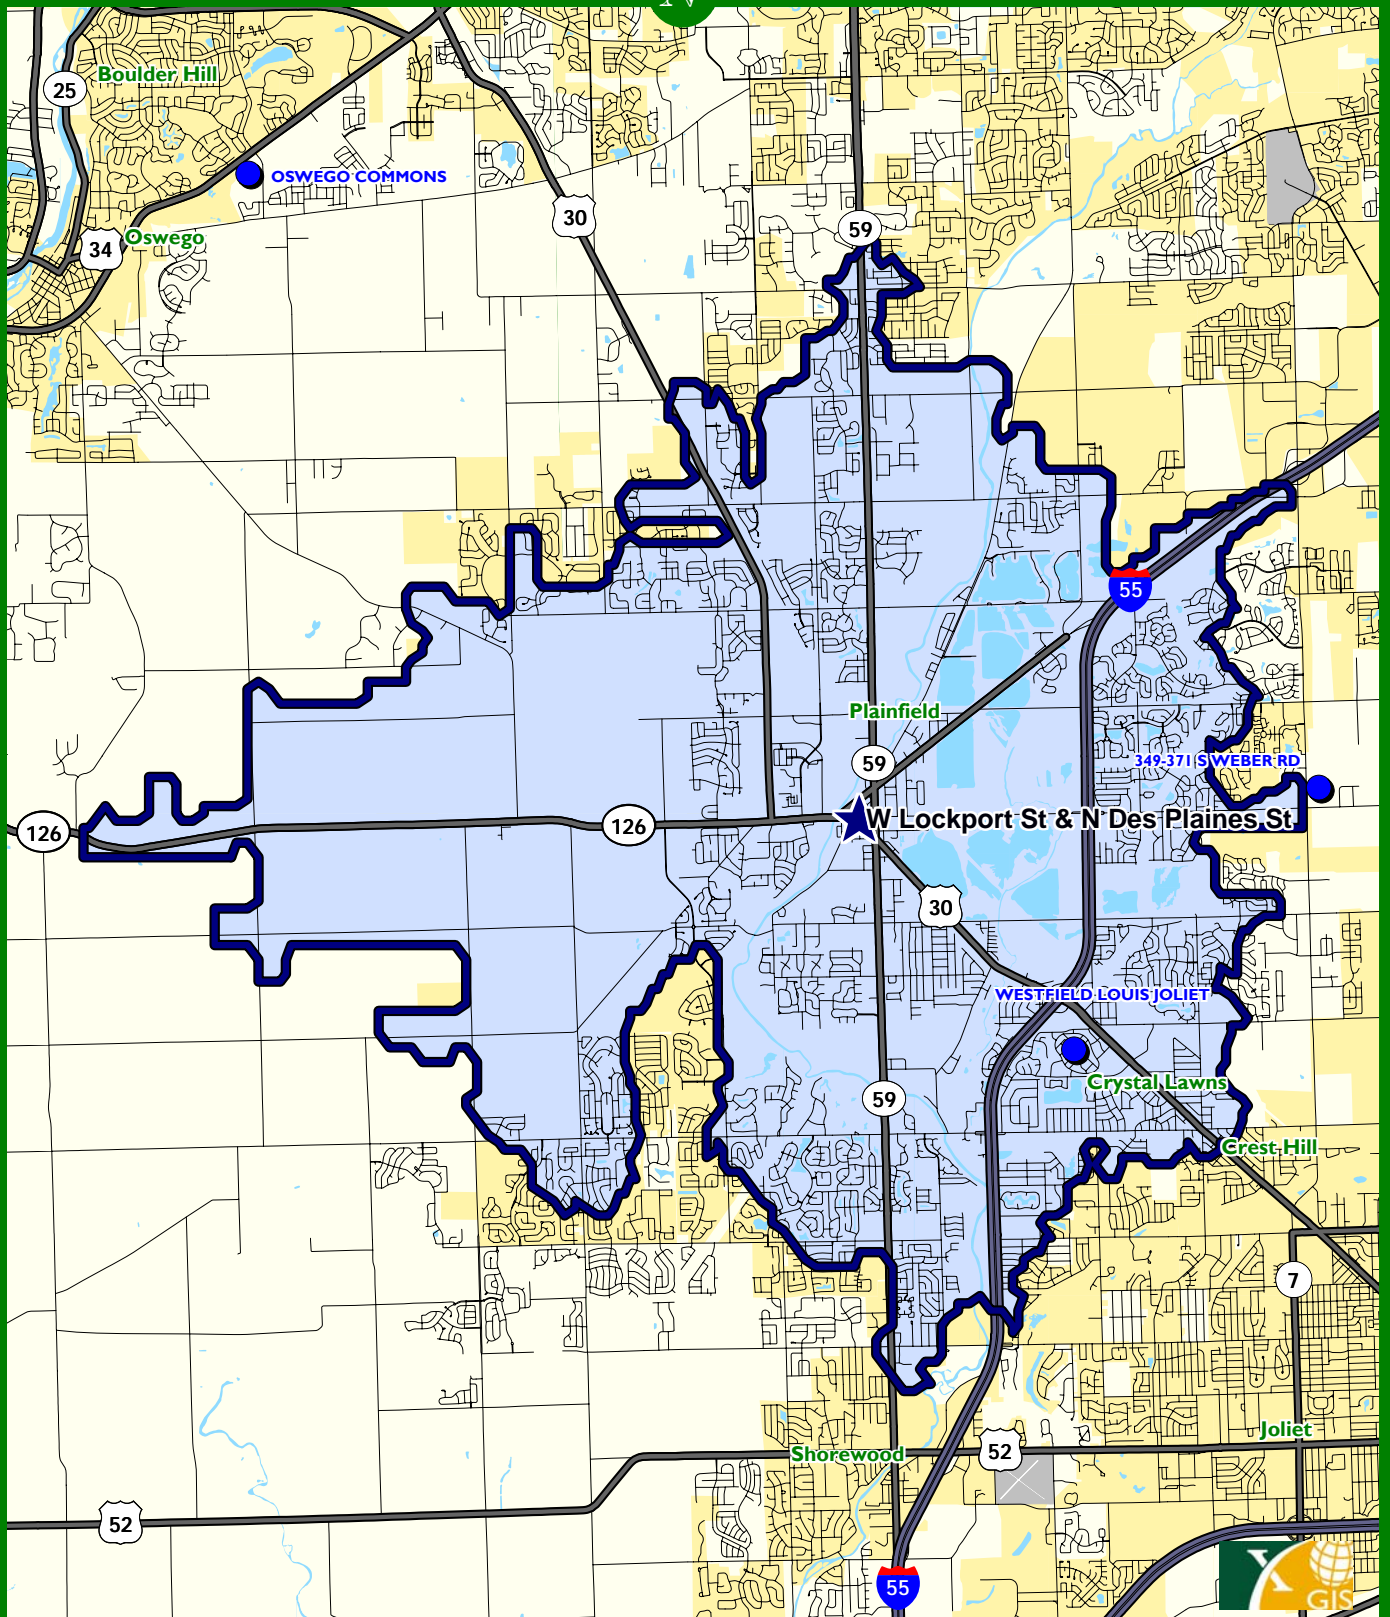 Boulder Hill
25
OSWEGO COMMONS
30
59
Oswego
34
55
Plainfield
59
349-371 S WEBER RD
W Lockport St & N Des Plaines St
126
126
30
WESTFIELD LOUIS JOLIET
Crystal Lawns
59
Crest Hill
7
Joliet
Shorewood
52
52
55
X
GIS